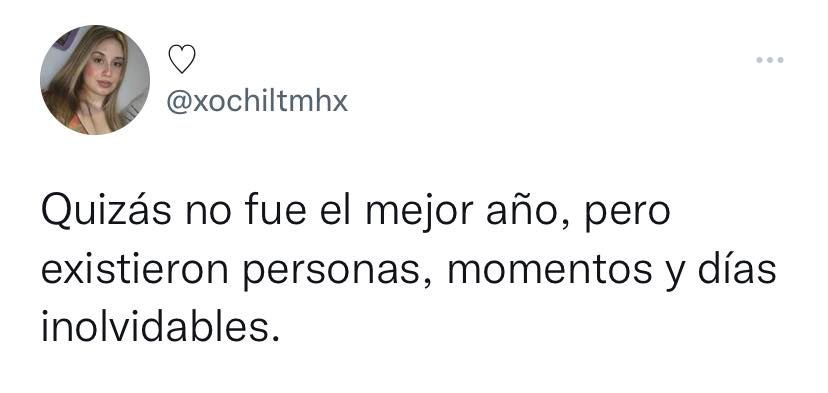 ♡
@xochiltmhx
Quizás no fue el mejor año, pero
existieron personas, momentos y días
inolvidables.